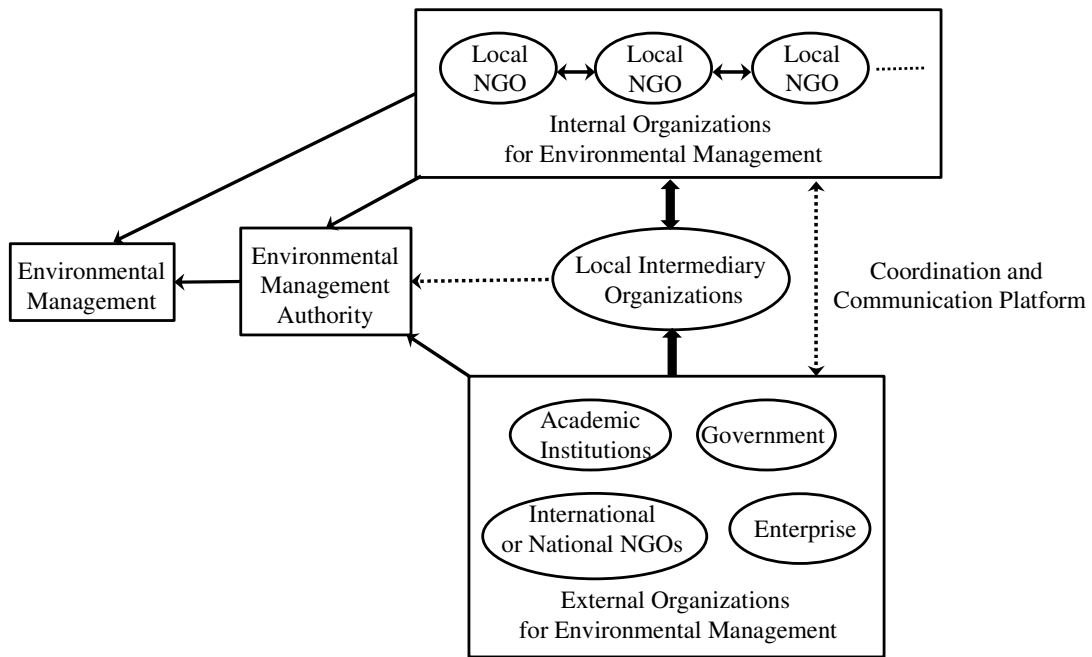 Local
NGO
Local
NGO
Local
NGO
Internal Organizations
for Environmental Management
Environmental
Management
Environmental
Management
Authority
Local Intermediary
Organizations
Coordination and
Communication Platform
Academic
Institutions
Government
International
or National NGOs
Enterprise
External Organizations
for Environmental Management